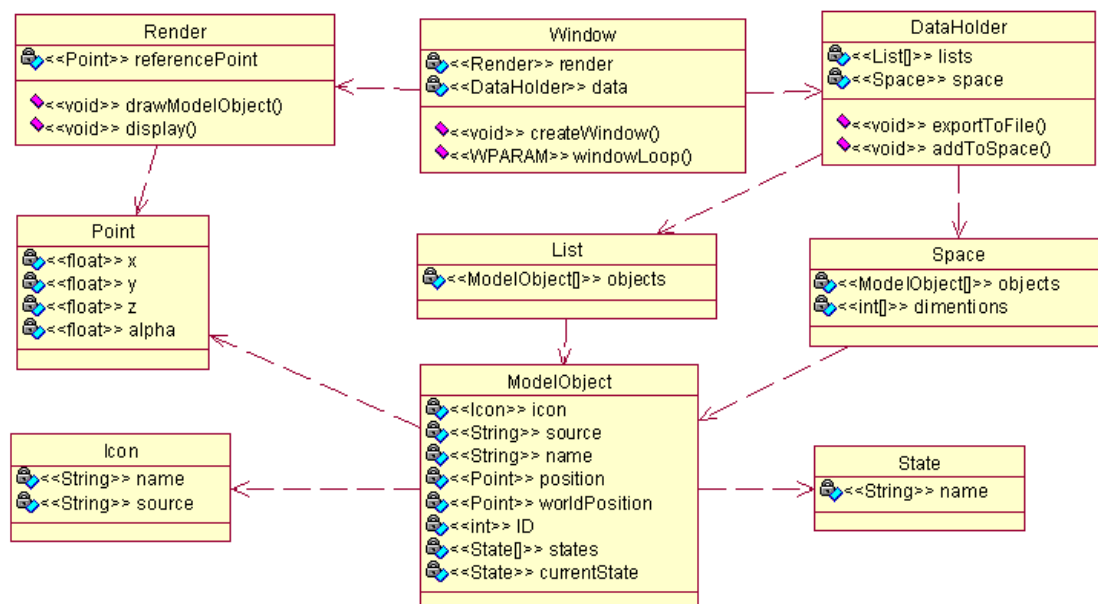 Render
<<Point>> referencePoint
<<void>> drawModelObject()
<<void>> display()
Window
<<Render>> render
<<DataHolder>> data
<<void>> createWindow()
<<WPARAM>> windowLoop()
DataHolder
<<List[]>> lists
<<Space>> space
<<void>> exportToFile()
<<void>> addToSpace()
Point
<<float>> x
<<float>> y
<<float>> z
<<float>> alpha
List
<<ModelObject[]>> objects
Space
<<ModelObject[]>> objects
<<int[]>> dimentions
ModelObject
<<Icon>> icon
<<String>> source
<<String>> name
<<Point>> position
<<Point>> worldPosition
<<int>> ID
<<State[]>> states
<<State>> currentState
Icon
<<String>> name
<<String>> source
State
<<String>> name